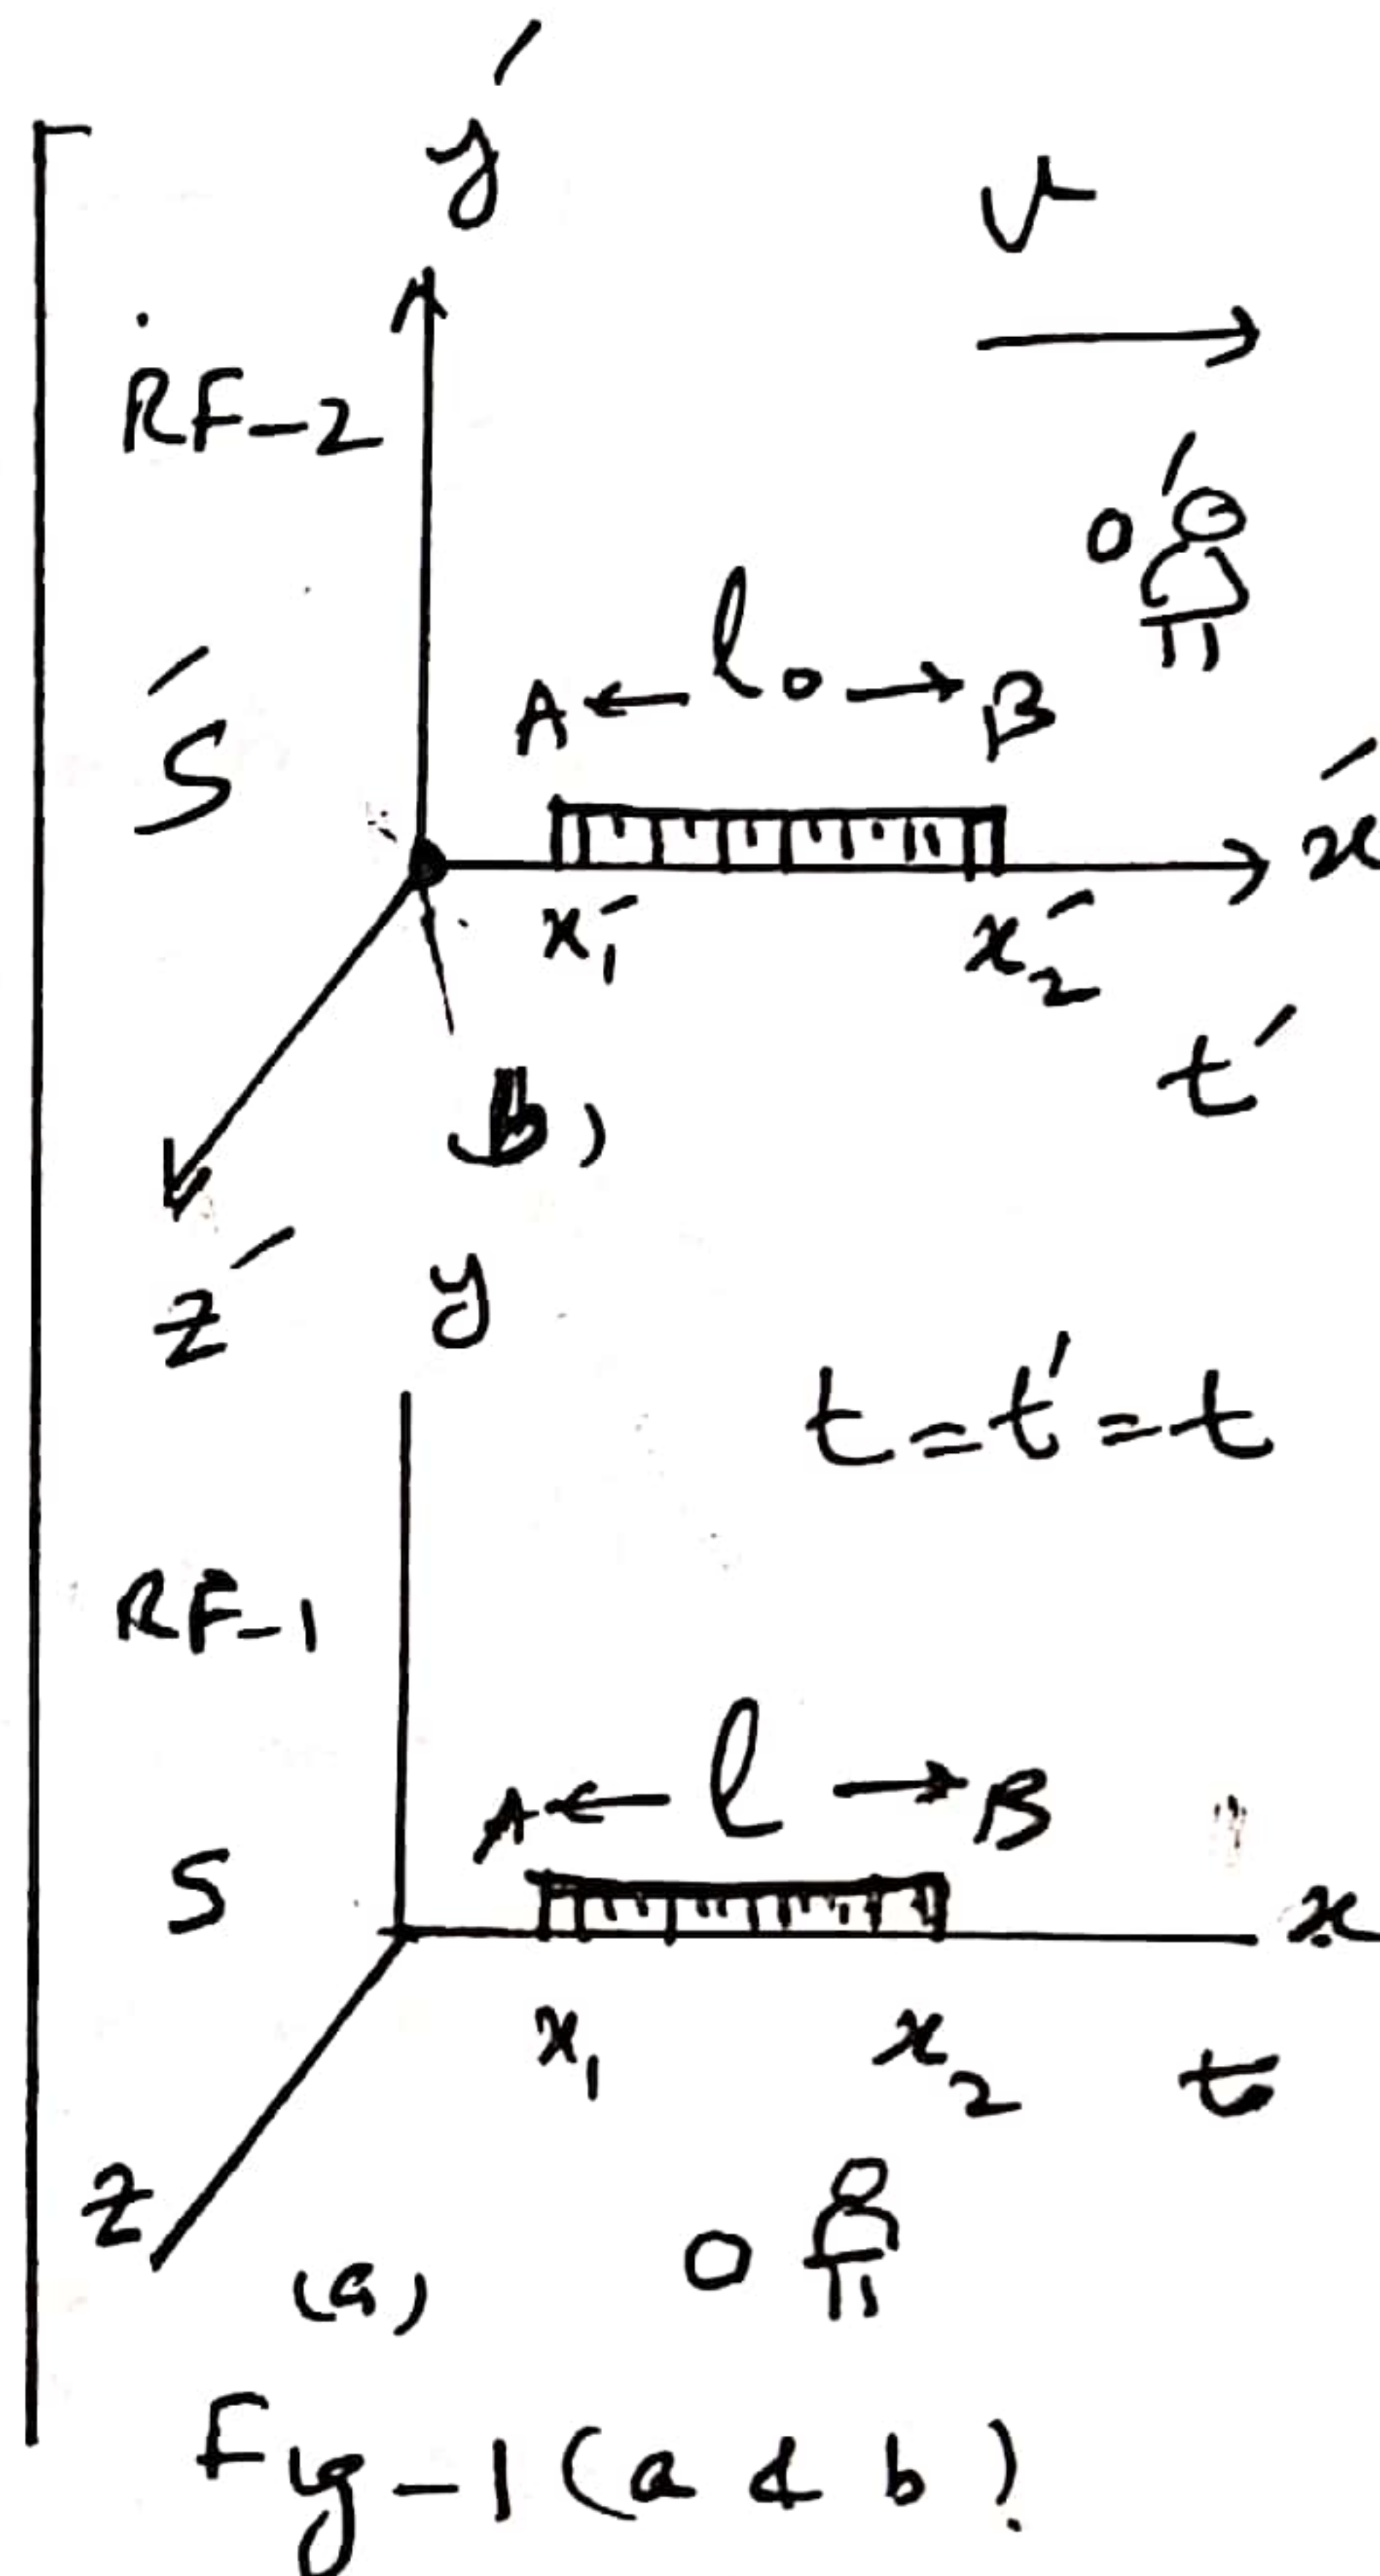 y′
v
RF-2
O′
A ← l₀ → B
S′
x′
x₁′ x₂′
t′
b)
z′
y
t = t′ = t
RF-1
A ← l → B
S
x
x₁ x₂
t
z
(a) O
Fig-1 (a & b)